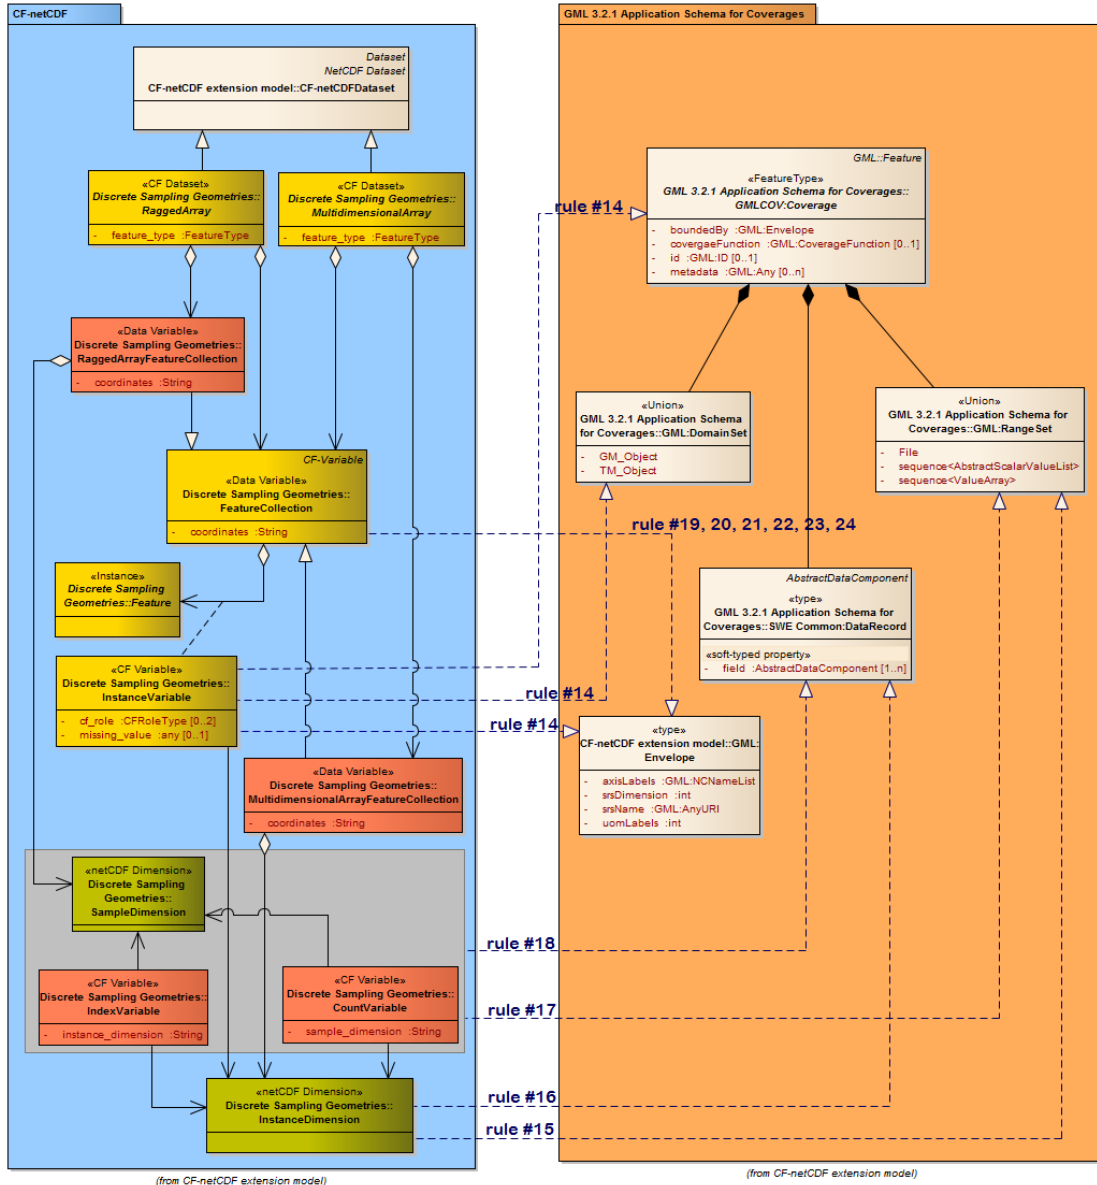 CF-netCDF
Dataset
NetCDF Dataset
CF-netCDF extension model::CF-netCDFDataset
«CF Dataset»
Discrete Sampling Geometries::
RaggedArray
- feature_type :FeatureType
«CF Dataset»
Discrete Sampling Geometries::
MultidimensionalArray
- feature_type :FeatureType
«Data Variable»
Discrete Sampling Geometries::
RaggedArrayFeatureCollection
- coordinates :String
CF-Variable
«Data Variable»
Discrete Sampling Geometries::
FeatureCollection
- coordinates :String
«Instance»
Discrete Sampling
Geometries::Feature
«CF Variable»
Discrete Sampling Geometries::
InstanceVariable
- cf_role :CFRoleType [0..2]
- missing_value :any [0..1]
«Data Variable»
Discrete Sampling Geometries::
MultidimensionalArrayFeatureCollection
- coordinates :String
«netCDF Dimension»
Discrete Sampling
Geometries::
SampleDimension
«CF Variable»
Discrete Sampling Geometries::
IndexVariable
- instance_dimension :String
«CF Variable»
Discrete Sampling Geometries::
CountVariable
- sample_dimension :String
«netCDF Dimension»
Discrete Sampling Geometries::
InstanceDimension
(from CF-netCDF extension model)
rule #14
rule #19, 20, 21, 22, 23, 24
rule #14
rule #14
rule #18
rule #17
rule #16
rule #15
GML 3.2.1 Application Schema for Coverages
GML::Feature
«FeatureType»
GML 3.2.1 Application Schema for Coverages::
GMLCOV:Coverage
- boundedBy :GML:Envelope
- covergaeFunction :GML:CoverageFunction [0..1]
- id :GML:ID [0..1]
- metadata :GML:Any [0..n]
«Union»
GML 3.2.1 Application Schema
for Coverages::GML:DomainSet
- GM_Object
- TM_Object
«Union»
GML 3.2.1 Application Schema for
Coverages::GML:RangeSet
- File
- sequence<AbstractScalarValueList>
- sequence<ValueArray>
AbstractDataComponent
«type»
GML 3.2.1 Application Schema for
Coverages::SWE Common:DataRecord
«soft-typed property»
- field :AbstractDataComponent [1..n]
«type»
CF-netCDF extension model::GML:
Envelope
- axisLabels :GML:NCNameList
- srsDimension :int
- srsName :GML:AnyURI
- uomLabels :int
(from CF-netCDF extension model)